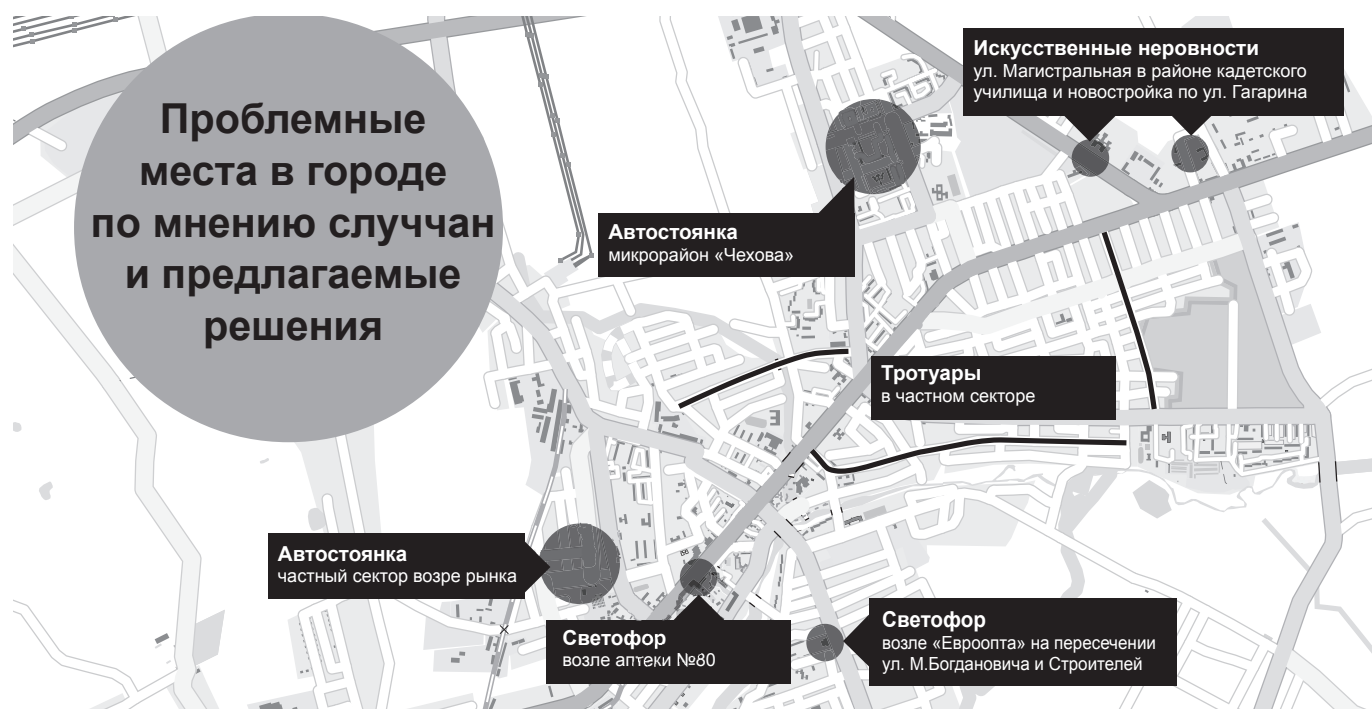 Проблемные
места в городе
по мнению случчан
и предлагаемые
решения
Искусственные неровности
ул. Магистральная в районе кадетского
училища и новостройка по ул. Гагарина
Автостоянка
микрорайон «Чехова»
Тротуары
в частном секторе
Автостоянка
частный сектор возре рынка
Светофор
возле аптеки №80
Светофор
возле «Евроопта» на пересечении
ул. М.Богдановича и Строителей